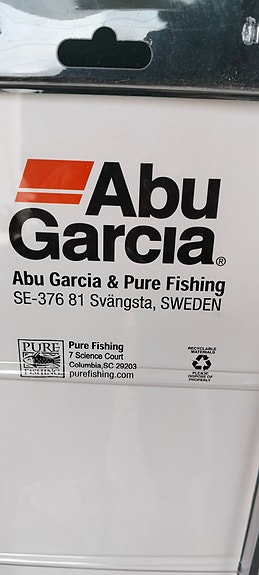 Abu
Garcia®
Abu Garcia & Pure Fishing
SE-376 81 Svängsta, SWEDEN
PURE
FISHING
Pure Fishing
7 Science Court
Columbia,SC 29203
purefishing.com
RECYCLABLE
MATERIALS
PLEASE
DISPOSE OF
PROPERLY